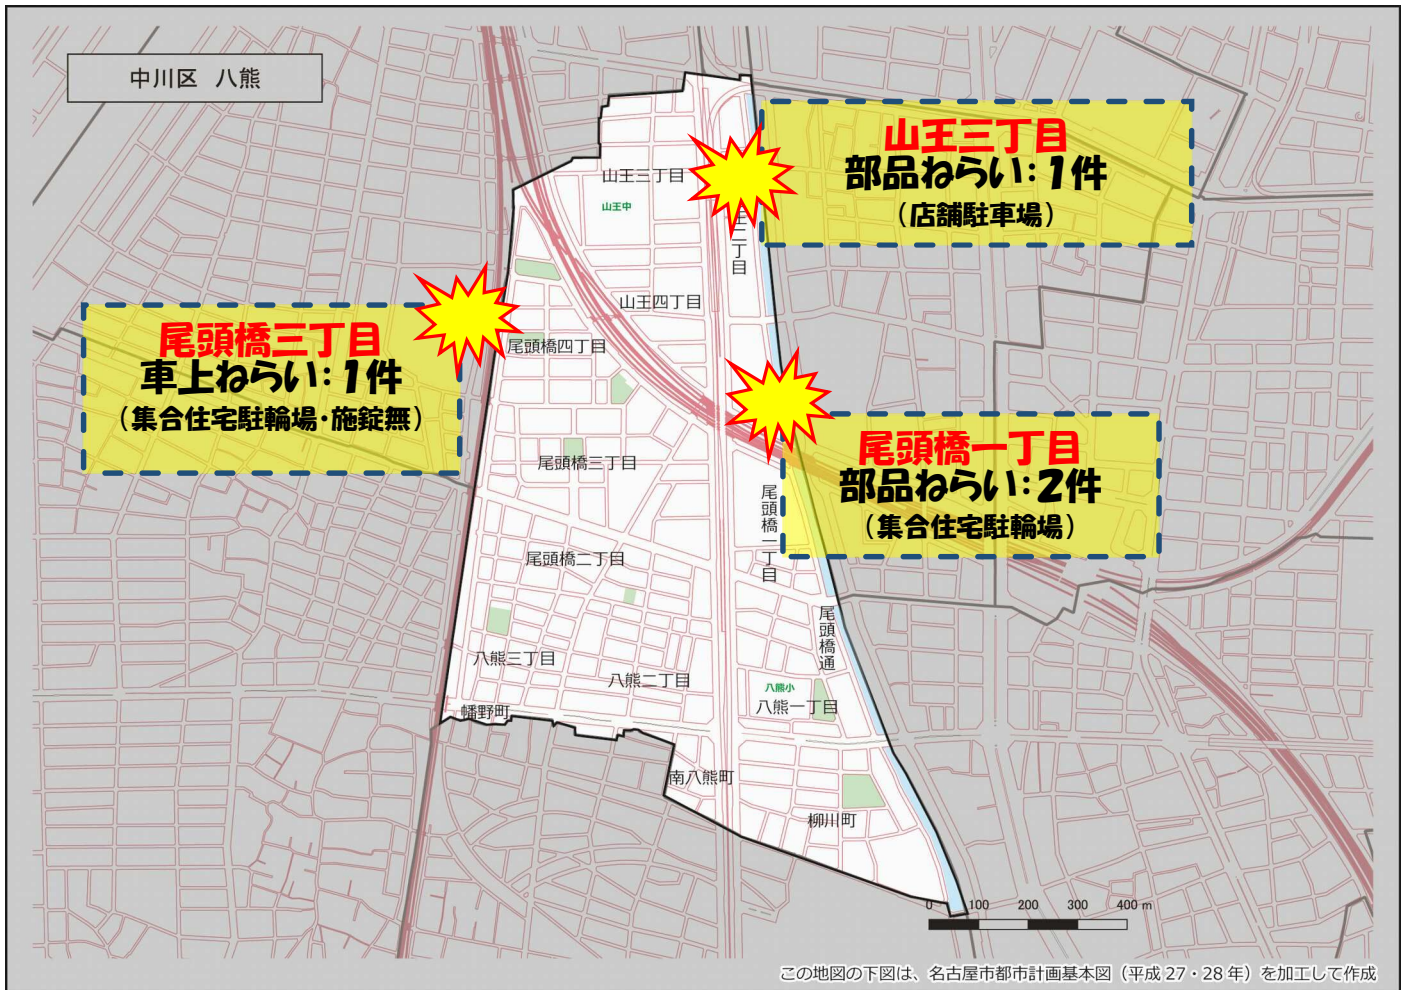 中川区 八熊
山王三丁目
部品ねらい：1件
（店舗駐車場）
山王三丁目
山王中
二丁目
山王四丁目
尾頭橋三丁目
車上ねらい：1件
（集合住宅駐輪場・施錠無）
尾頭橋四丁目
尾頭橋一丁目
部品ねらい：2件
（集合住宅駐輪場）
尾頭橋三丁目
尾頭橋一丁目
尾頭橋二丁目
尾頭橋通
八熊三丁目
八熊二丁目
八熊小
八熊一丁目
幡野町
南八熊町
柳川町
0 100 200 300 400 m
この地図の下図は、名古屋市都市計画基本図（平成 27・28 年）を加工して作成